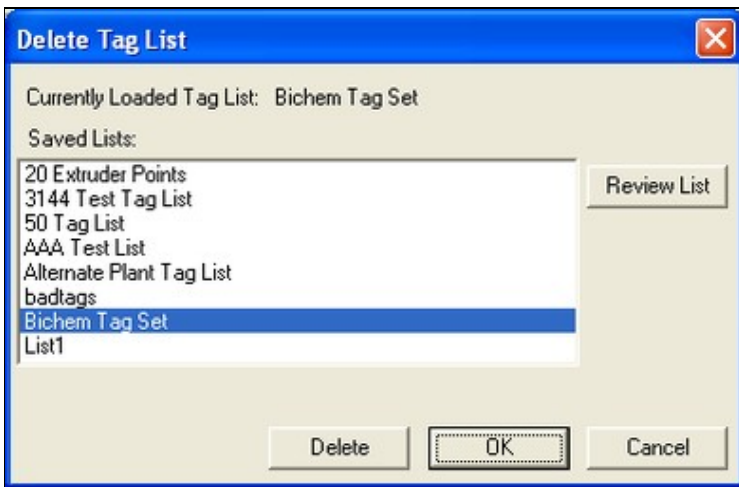 Delete Tag List
Currently Loaded Tag List: Bichem Tag Set
Saved Lists:
20 Extruder Points
3144 Test Tag List
50 Tag List
AAA Test List
Alternate Plant Tag List
badtags
Bichem Tag Set
List1
Review List
Delete OK Cancel